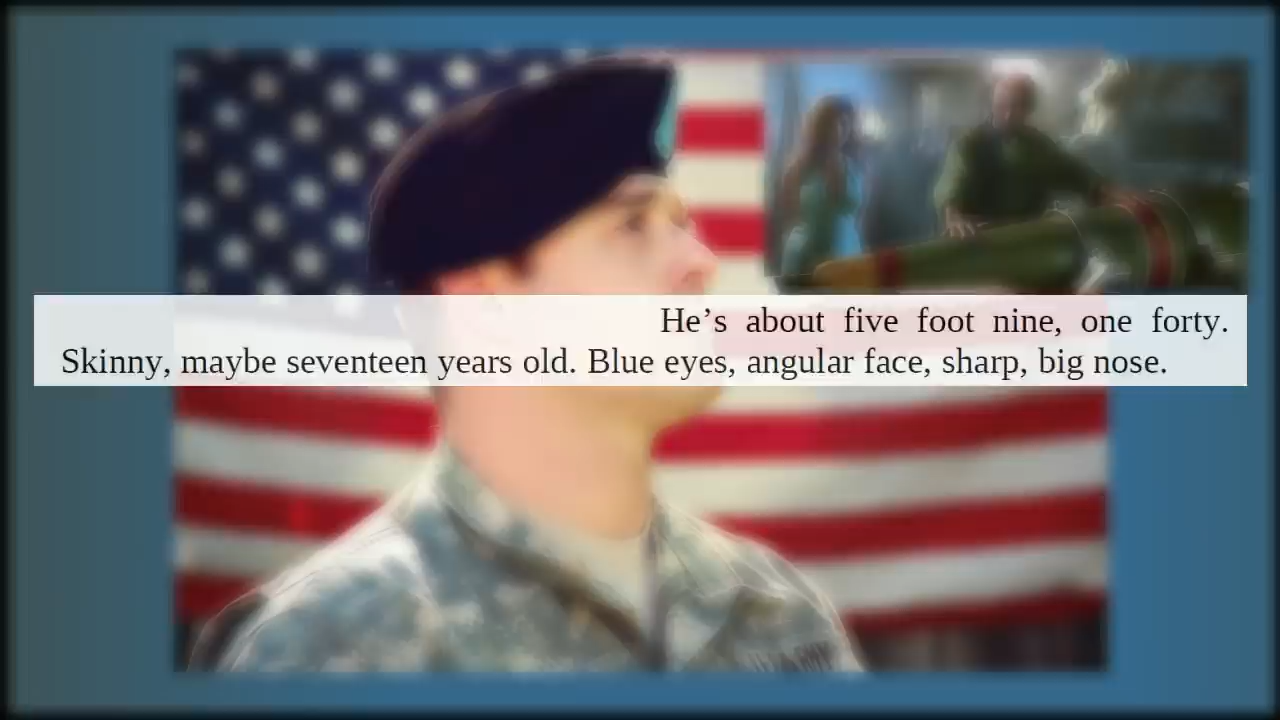 He’s about five foot nine, one forty.
Skinny, maybe seventeen years old. Blue eyes, angular face, sharp, big nose.